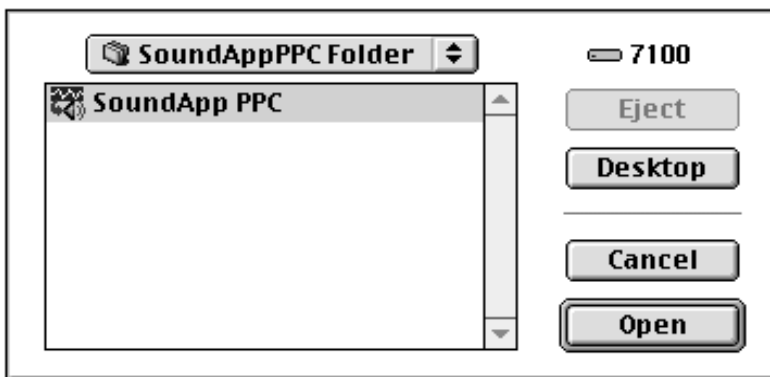 SoundAppPPC Folder
7100
SoundApp PPC
Eject
Desktop
Cancel
Open